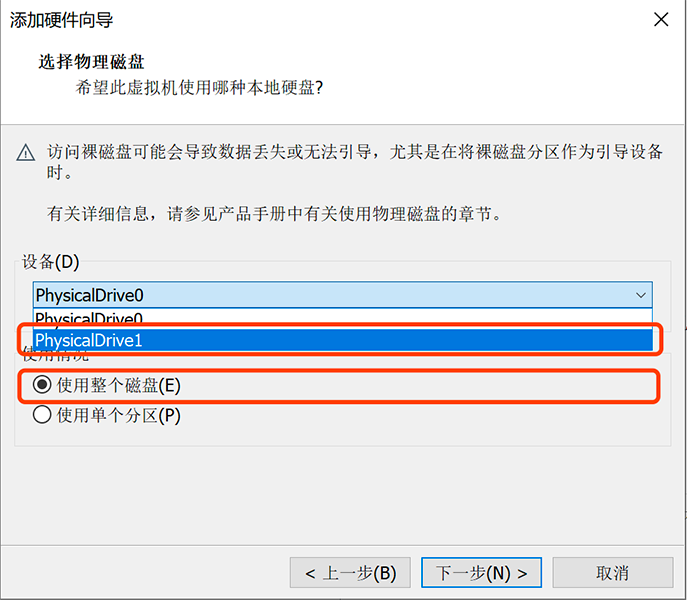 添加硬件向导
选择物理磁盘
希望此虚拟机使用哪种本地硬盘?
访问裸磁盘可能会导致数据丢失或无法引导，尤其是在将裸磁盘分区作为引导设备
时。
有关详细信息，请参见产品手册中有关使用物理磁盘的章节。
设备(D)
PhysicalDrive0
PhysicalDrive0
PhysicalDrive1
使用情况
使用整个磁盘(E)
使用单个分区(P)
< 上一步(B)
下一步(N) >
取消